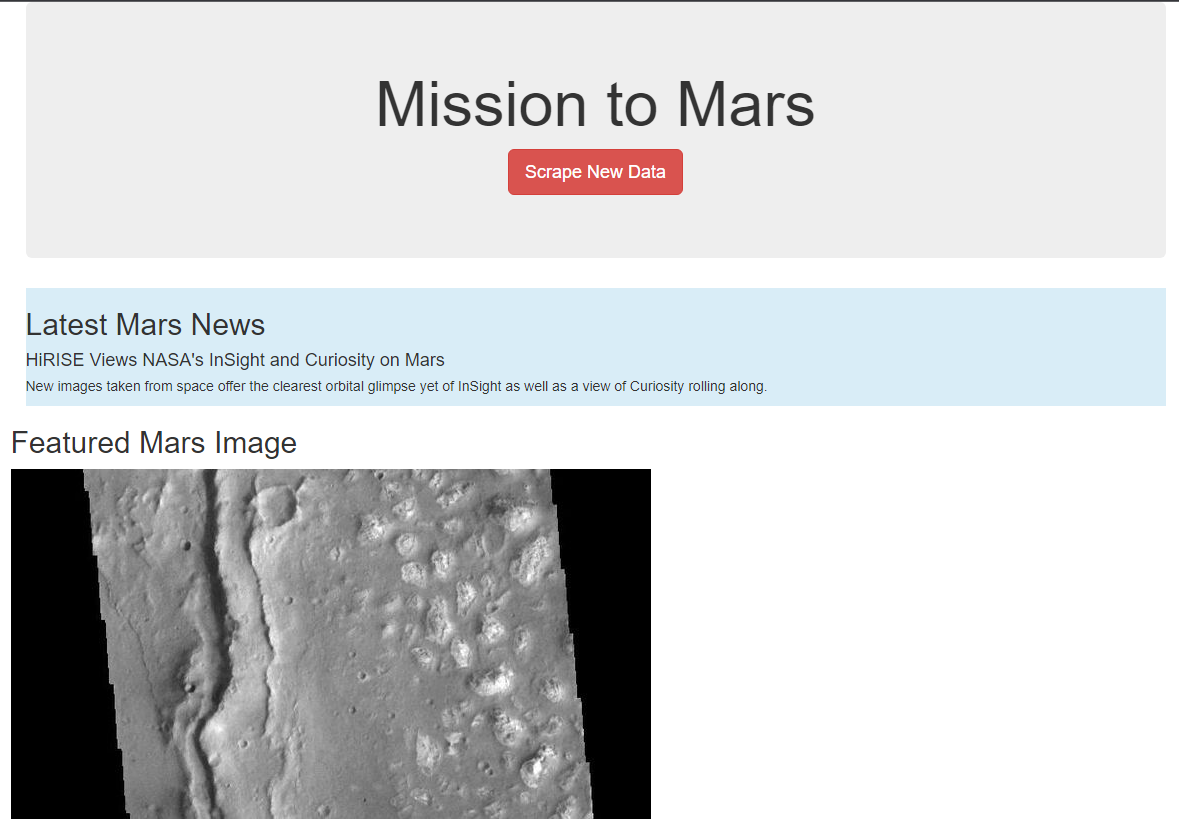 Mission to Mars
Scrape New Data
Latest Mars News
HiRISE Views NASA's InSight and Curiosity on Mars
New images taken from space offer the clearest orbital glimpse yet of InSight as well as a view of Curiosity rolling along.
Featured Mars Image